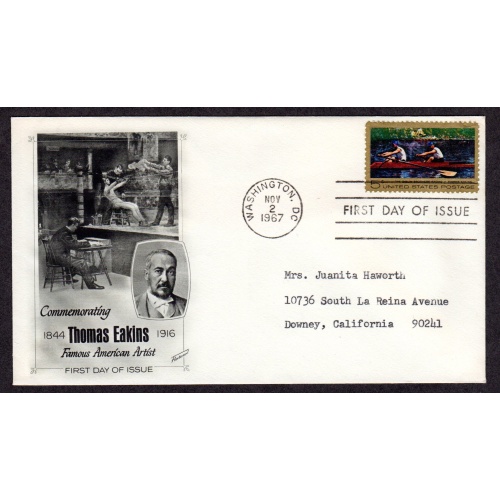 Commemorating
1844 Thomas Eakins 1916
Famous American Artist
FIRST DAY OF ISSUE
WASHINGTON, DC
NOV
2
1967
5¢ UNITED STATES POSTAGE
FIRST DAY OF ISSUE
Mrs. Juanita Haworth
10736 South La Reina Avenue
Downey, California 90241